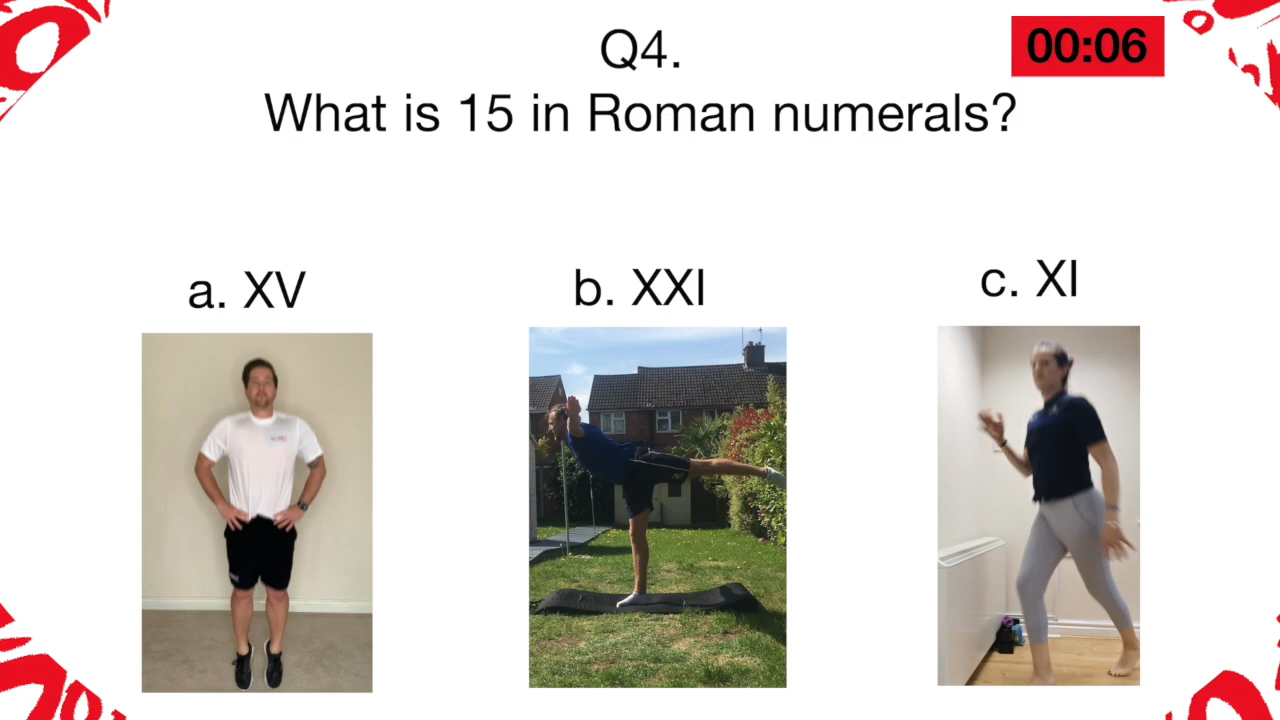 Q4.
00:06
What is 15 in Roman numerals?
a. XV
b. XXI
c. XI